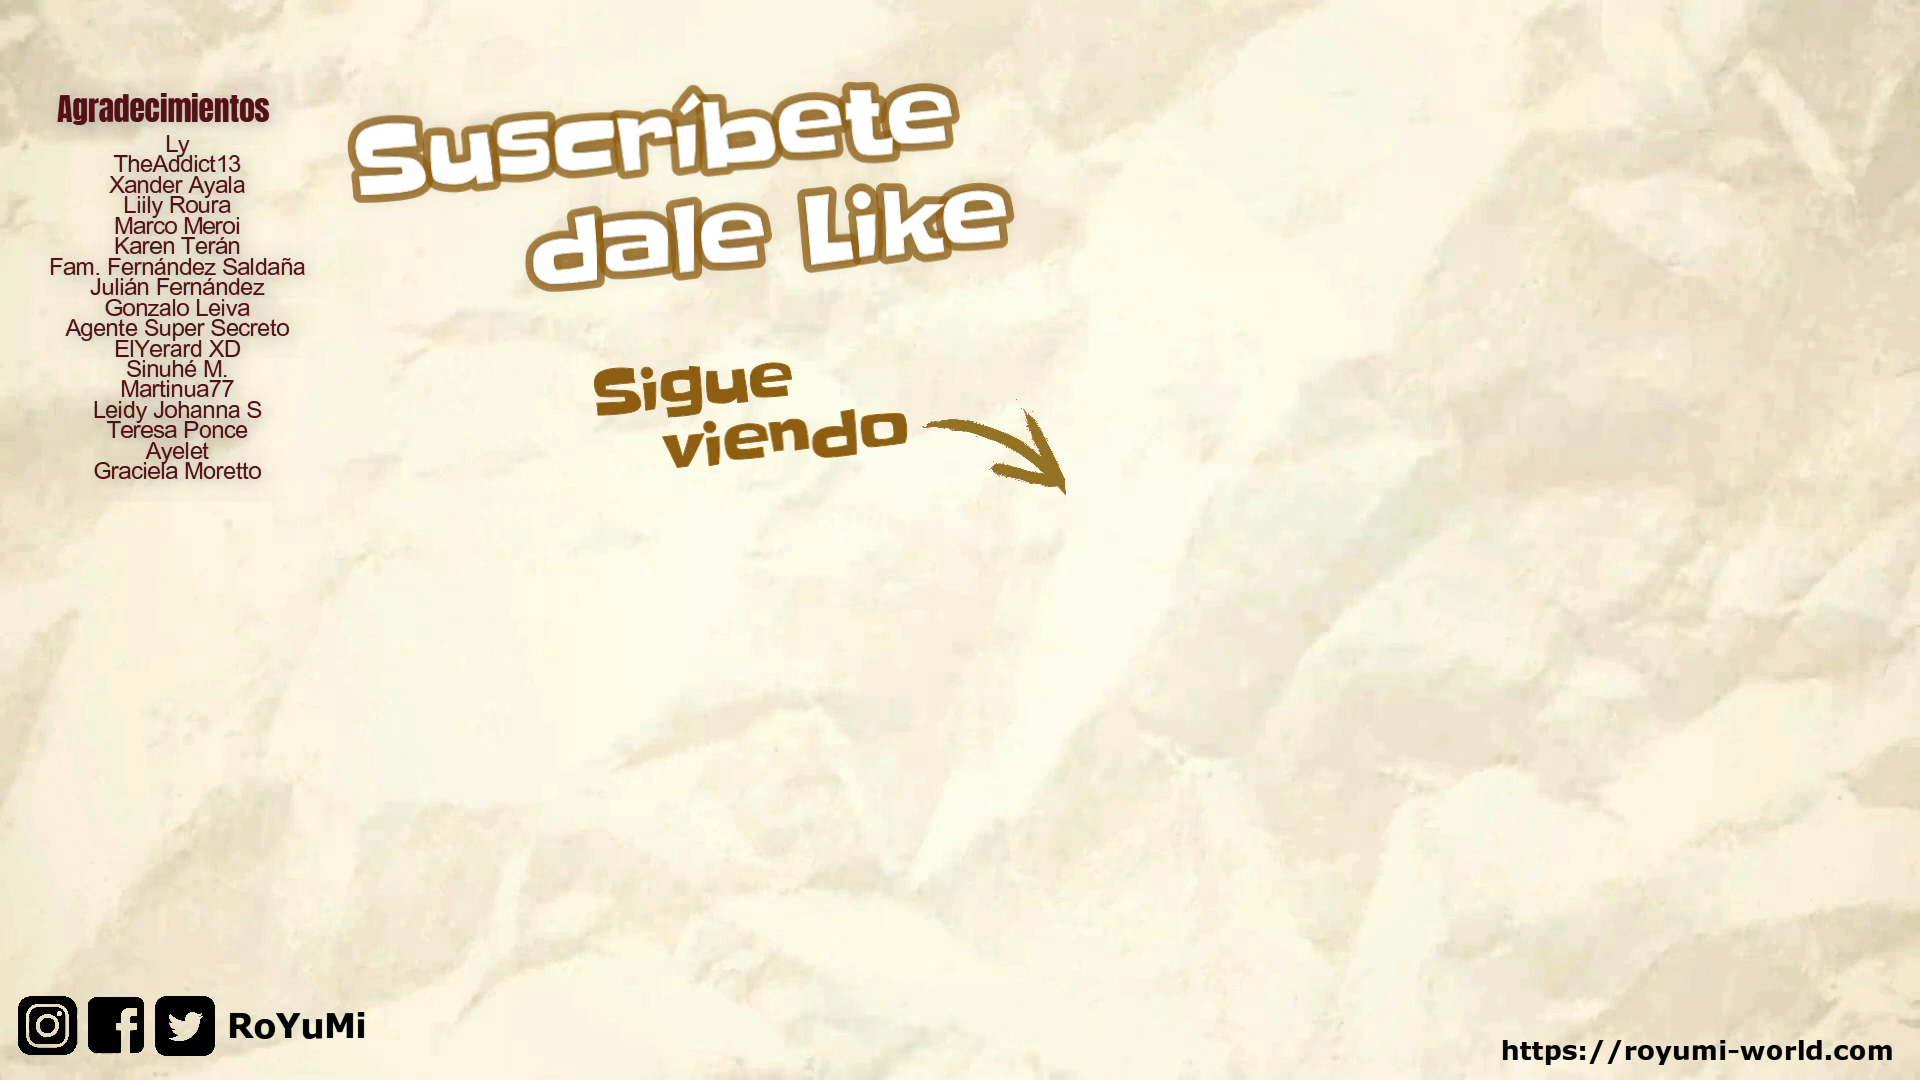 Agradecimientos
Ly
TheAddict13
Xander Ayala
Liily Roura
Marco Meroi
Karen Terán
Fam. Fernández Saldaña
Julián Fernández
Gonzalo Leiva
Agente Super Secreto
ElYerard XD
Sinuhé M.
Martinua77
Leidy Johanna S
Teresa Ponce
Ayelet
Graciela Moretto
Suscríbete
dale Like
Sigue
viendo
RoYuMi
https://royumi-world.com